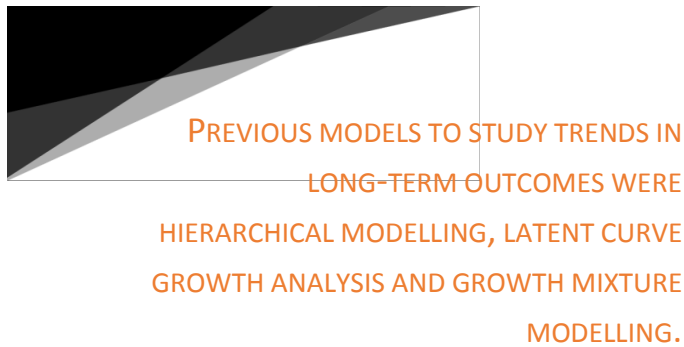 PREVIOUS MODELS TO STUDY TRENDS IN
LONG-TERM OUTCOMES WERE
HIERARCHICAL MODELLING, LATENT CURVE
GROWTH ANALYSIS AND GROWTH MIXTURE
MODELLING.